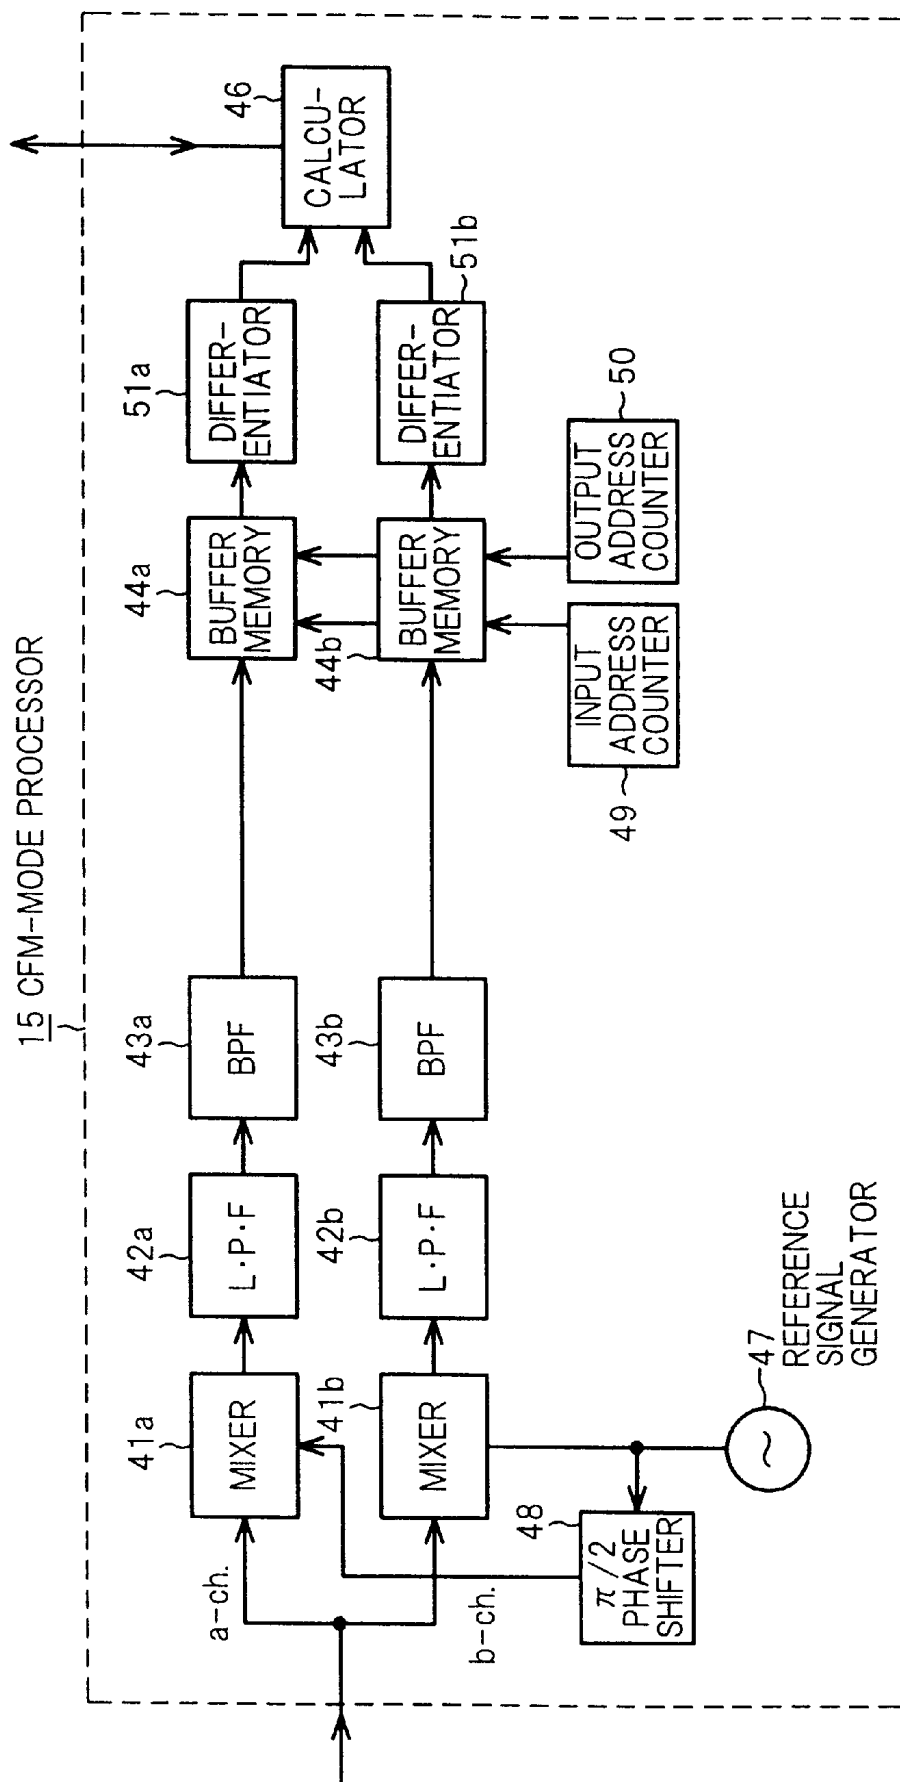 15 CFM-MODE PROCESSOR
a-ch.
b-ch.
41a
MIXER
41b
MIXER
42a
L·P·F
42b
L·P·F
43a
BPF
43b
BPF
44a
BUFFER
MEMORY
44b
BUFFER
MEMORY
51a
DIFFER-
ENTIATOR
51b
DIFFER-
ENTIATOR
46
CALCU-
LATOR
48
π/2
PHASE
SHIFTER
47
REFERENCE
SIGNAL
GENERATOR
~
49
INPUT
ADDRESS
COUNTER
50
OUTPUT
ADDRESS
COUNTER